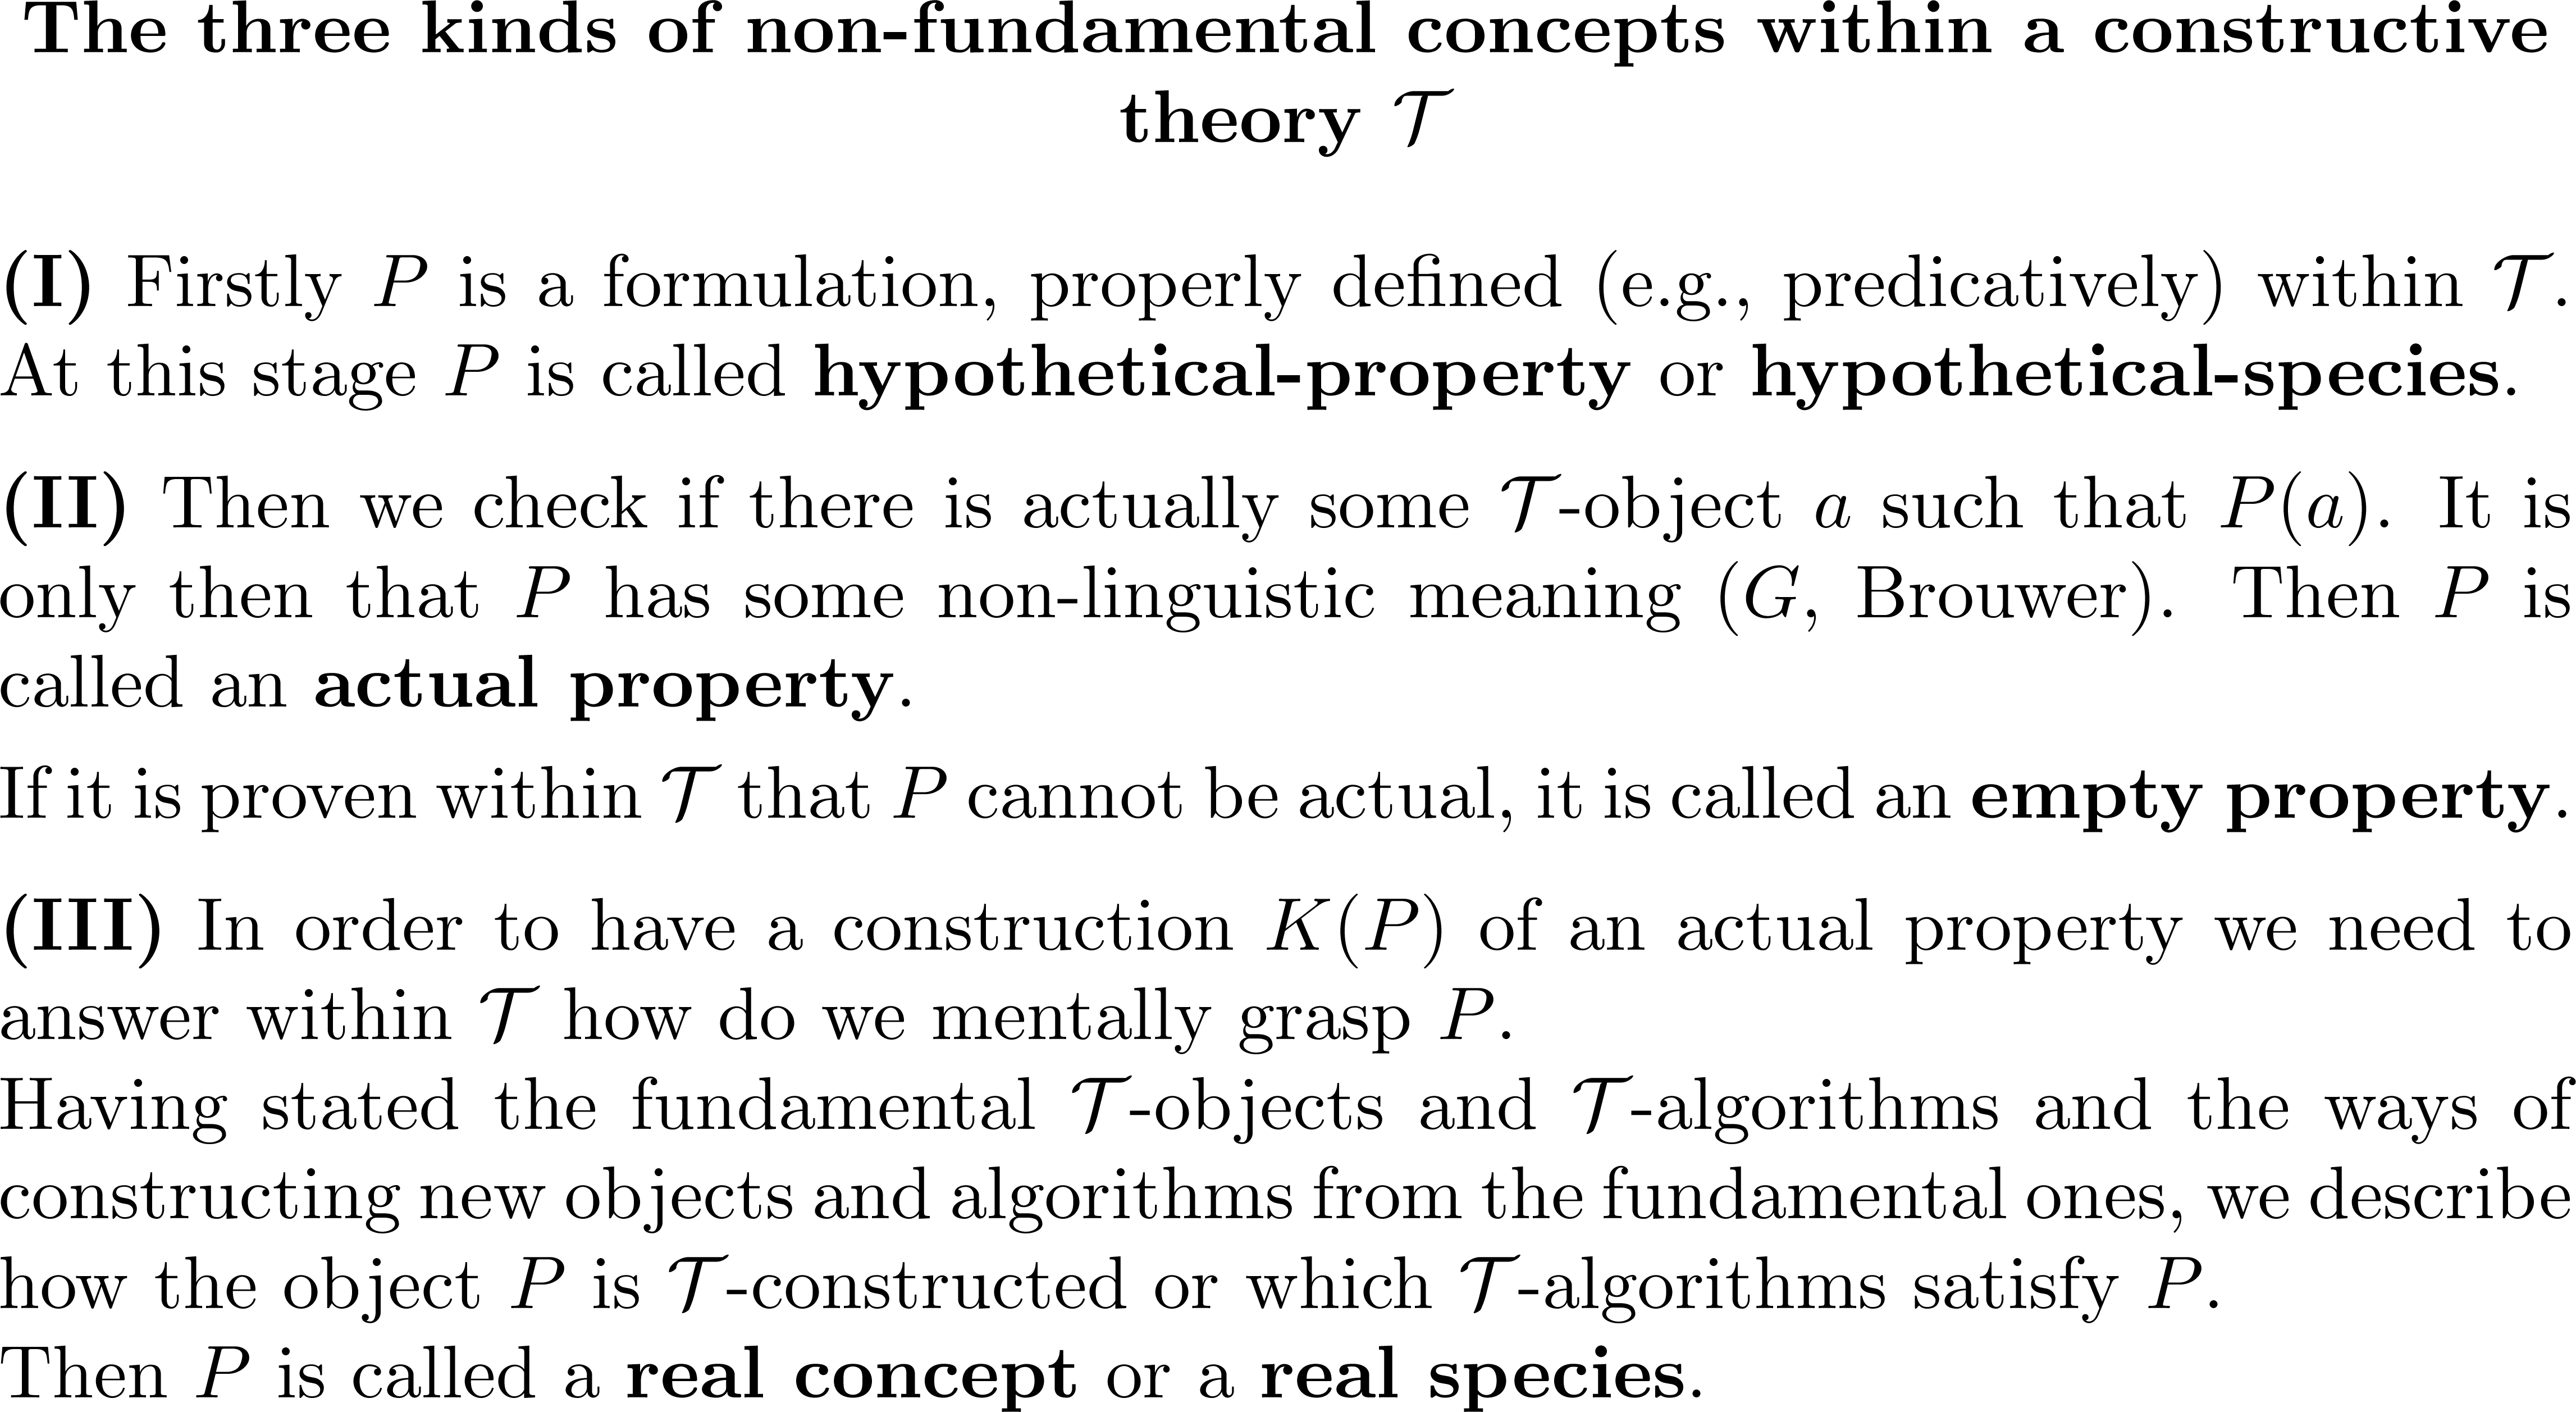 The three kinds of non-fundamental concepts within a constructive
theory 𝒯
(I) Firstly P is a formulation, properly defined (e.g., predicatively) within 𝒯.
At this stage P is called hypothetical-property or hypothetical-species.
(II) Then we check if there is actually some 𝒯-object a such that P(a). It is
only then that P has some non-linguistic meaning (G, Brouwer). Then P is
called an actual property.
If it is proven within 𝒯 that P cannot be actual, it is called an empty property.
(III) In order to have a construction K(P) of an actual property we need to
answer within 𝒯 how do we mentally grasp P.
Having stated the fundamental 𝒯-objects and 𝒯-algorithms and the ways of
constructing new objects and algorithms from the fundamental ones, we describe
how the object P is 𝒯-constructed or which 𝒯-algorithms satisfy P.
Then P is called a real concept or a real species.